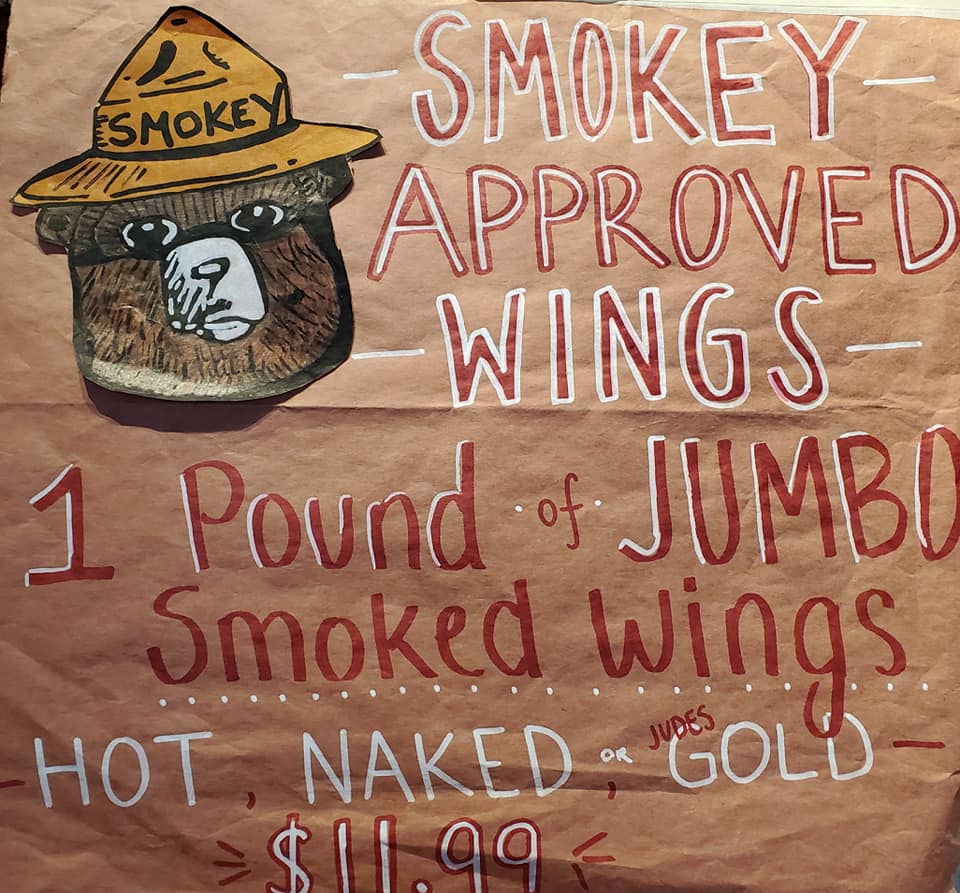 SMOKEY
- SMOKEY -
APPROVED
- WINGS -
1 Pound · of · JUMBO
Smoked Wings
- HOT, NAKED, OR JUDES GOLD -
$11.99